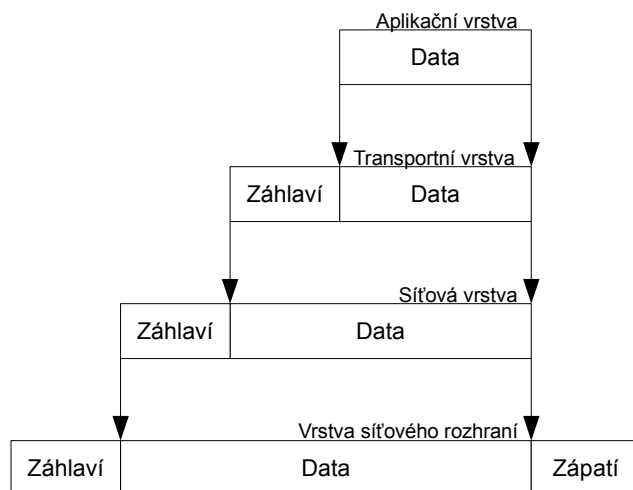 Aplikační vrstva
Data
Transportní vrstva
Záhlaví Data
Síťová vrstva
Záhlaví Data
Vrstva síťového rozhraní
Záhlaví Data Zápatí